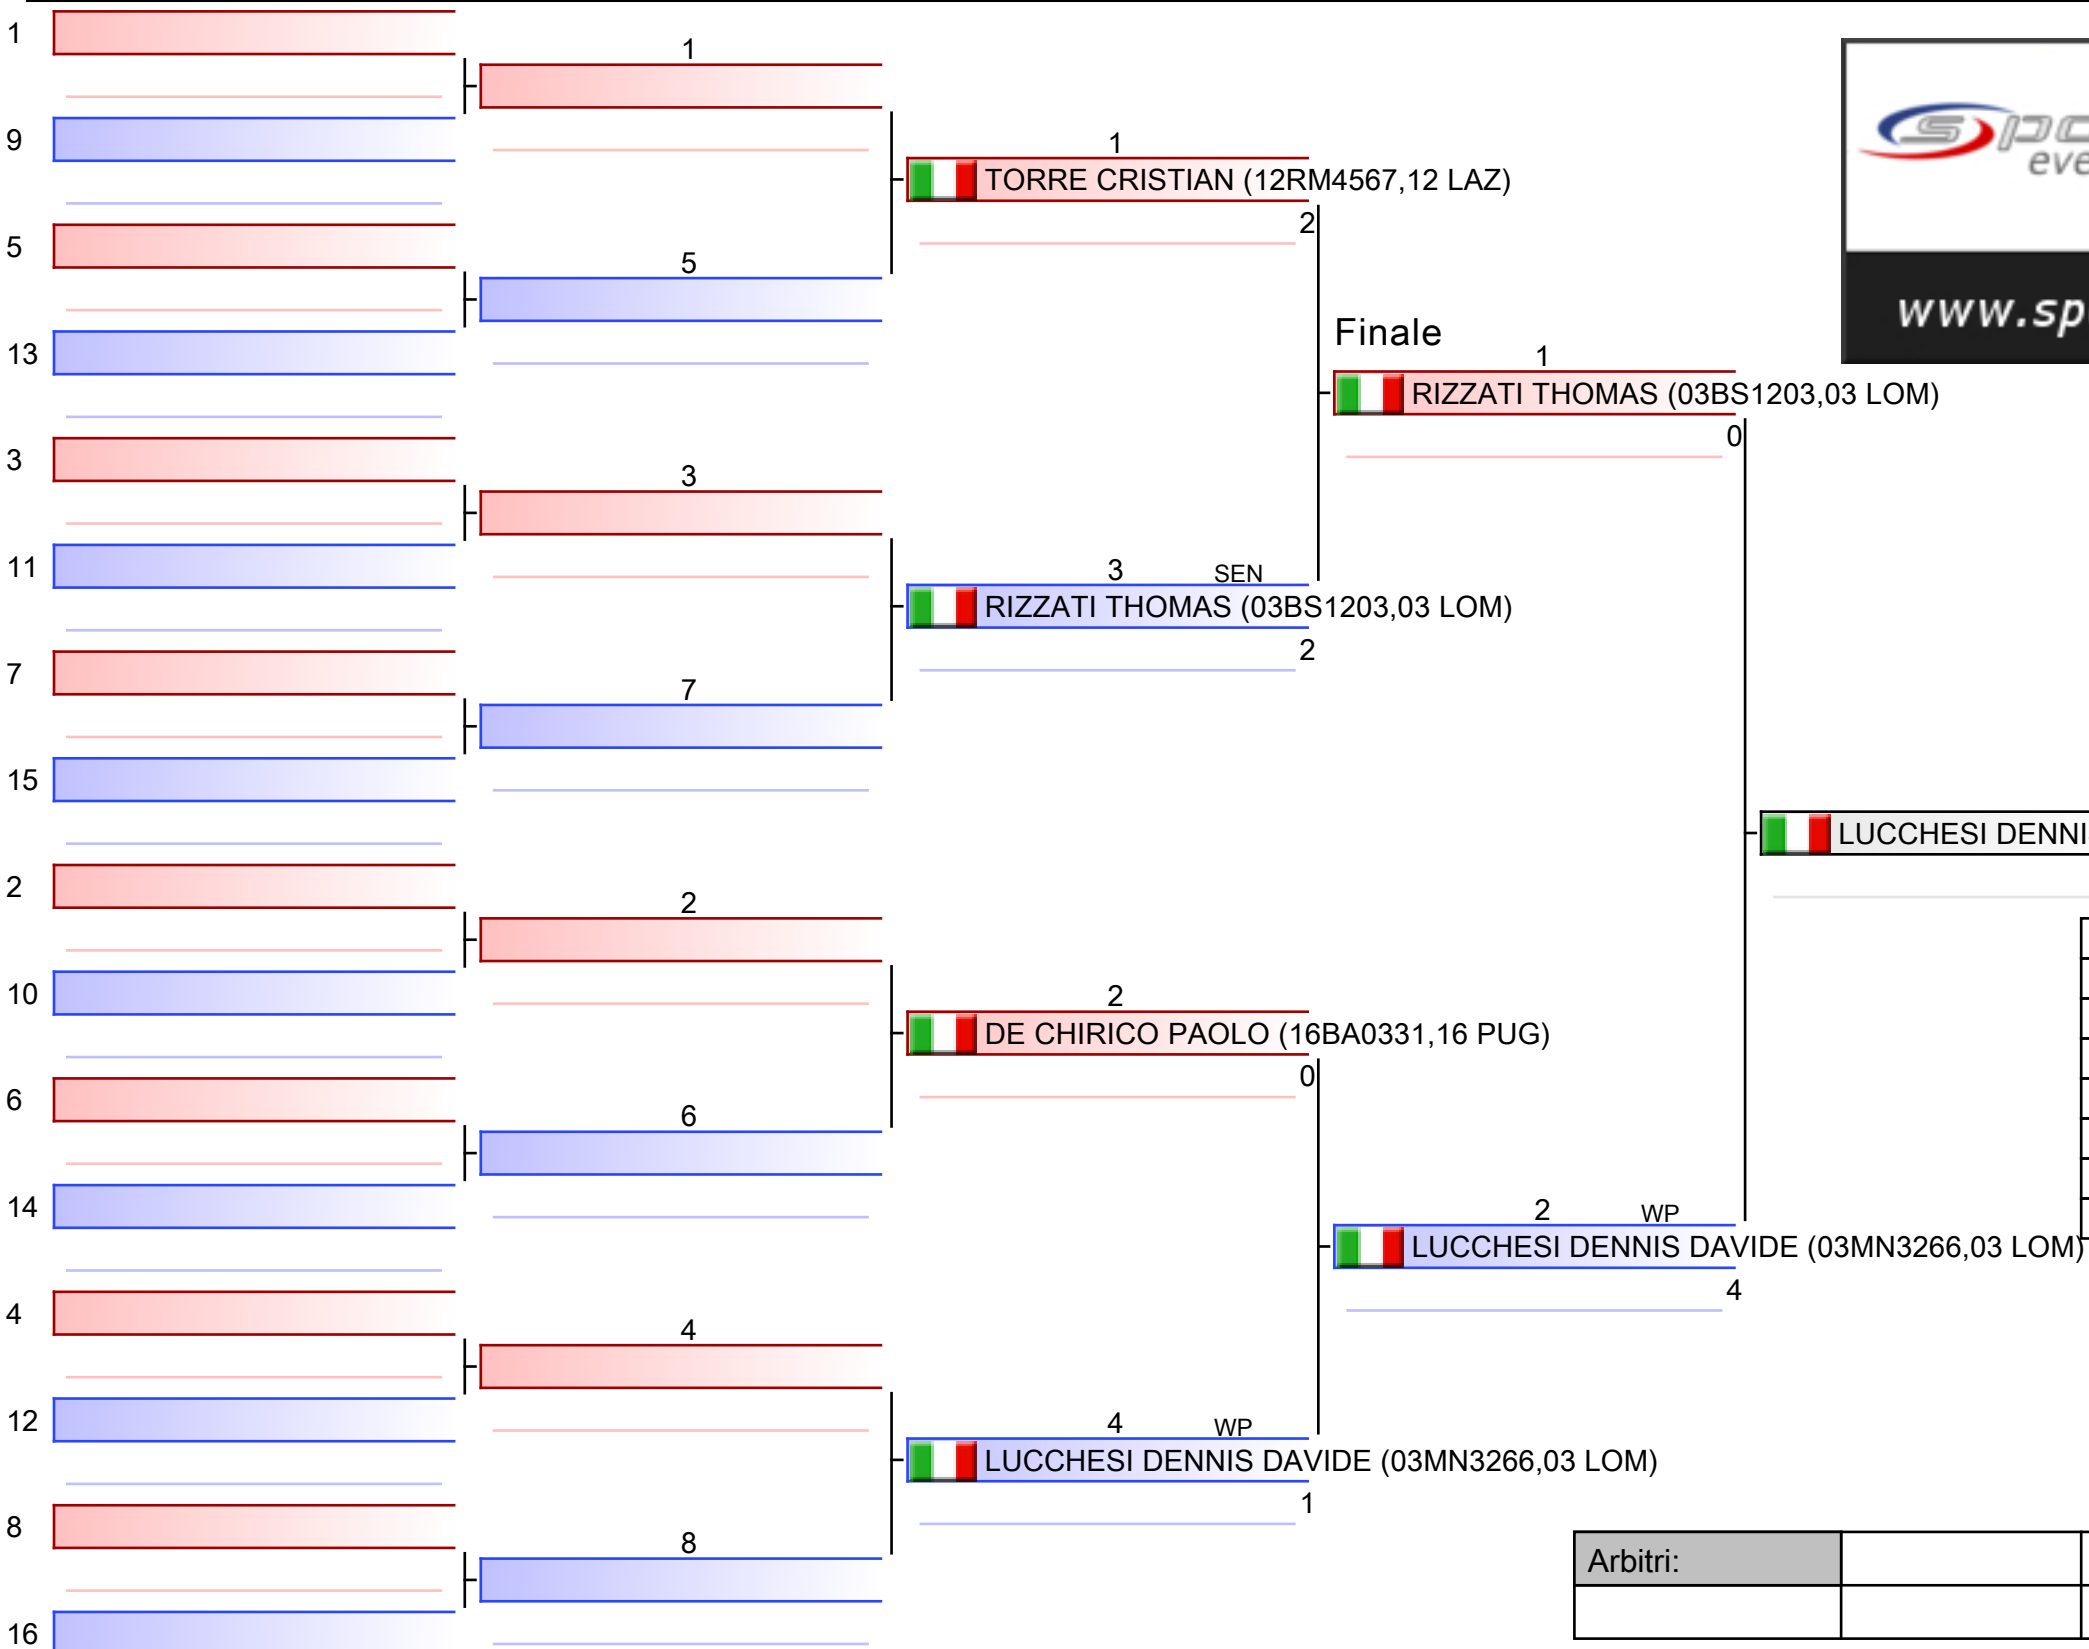 1
9
5
13
3
11
7
15
2
10
6
14
4
12
8
16
1
5
3
7
2
6
4
8
1
TORRE CRISTIAN (12RM4567,12 LAZ)
2
3 SEN
RIZZATI THOMAS (03BS1203,03 LOM)
2
2
DE CHIRICO PAOLO (16BA0331,16 PUG)
0
4 WP
LUCCHESI DENNIS DAVIDE (03MN3266,03 LOM)
1
Finale
1
RIZZATI THOMAS (03BS1203,03 LOM)
0
2 WP
LUCCHESI DENNIS DAVIDE (03MN3266,03 LOM)
4
LUCCHESI
www.sp
Arbitri: